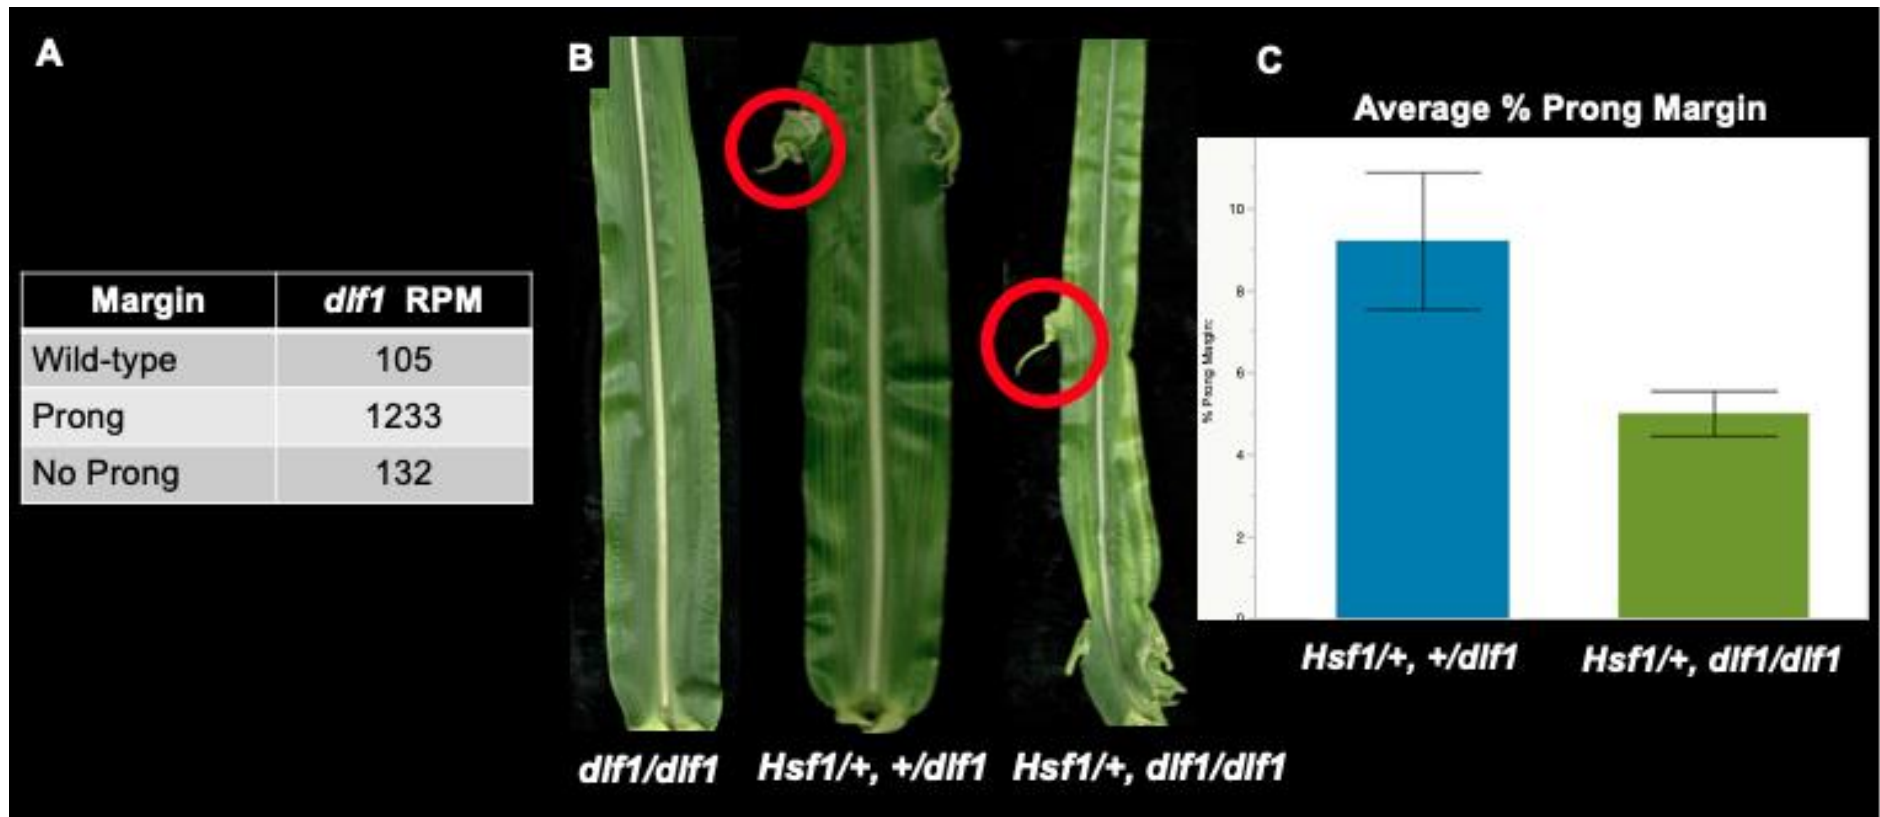 A
Margin dlf1 RPM
Wild-type 105
Prong 1233
No Prong 132
B
dlf1/dlf1 Hsf1/+, +/dlf1 Hsf1/+, dlf1/dlf1
C
Average % Prong Margin
% Prong Margin:
10
8
6
4
2
0
Hsf1/+, +/dlf1 Hsf1/+, dlf1/dlf1